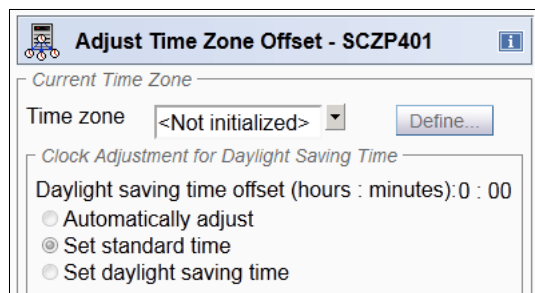 Adjust Time Zone Offset - SCZP401 i
Current Time Zone
Time zone <Not initialized> Define...
Clock Adjustment for Daylight Saving Time
Daylight saving time offset (hours : minutes):0 : 00
Automatically adjust
Set standard time
Set daylight saving time